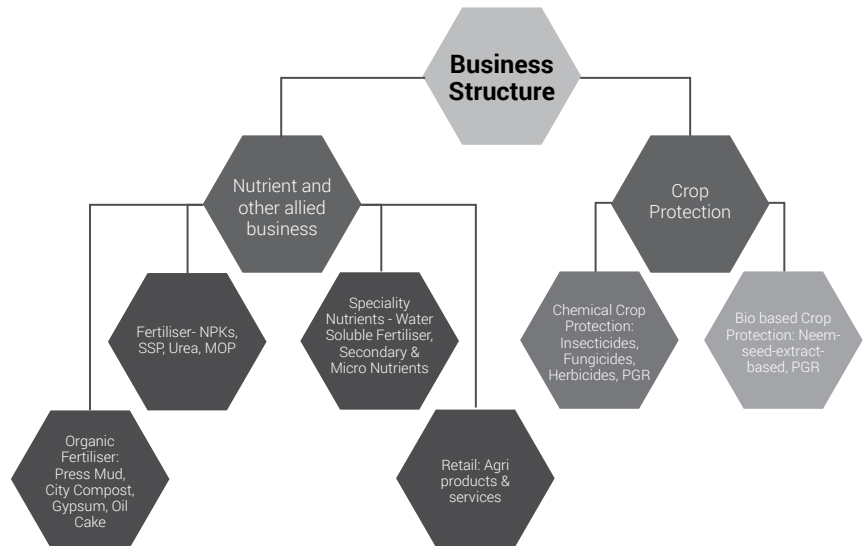 Business
Structure
Nutrient and
other allied
business
Crop
Protection
Fertiliser- NPKs,
SSP, Urea, MOP
Speciality
Nutrients - Water
Soluble Fertiliser,
Secondary &
Micro Nutrients
Chemical Crop
Protection:
Insecticides,
Fungicides,
Herbicides, PGR
Bio based Crop
Protection: Neem-
seed-extract-
based, PGR
Organic
Fertiliser:
Press Mud,
City Compost,
Gypsum, Oil
Cake
Retail: Agri
products &
services